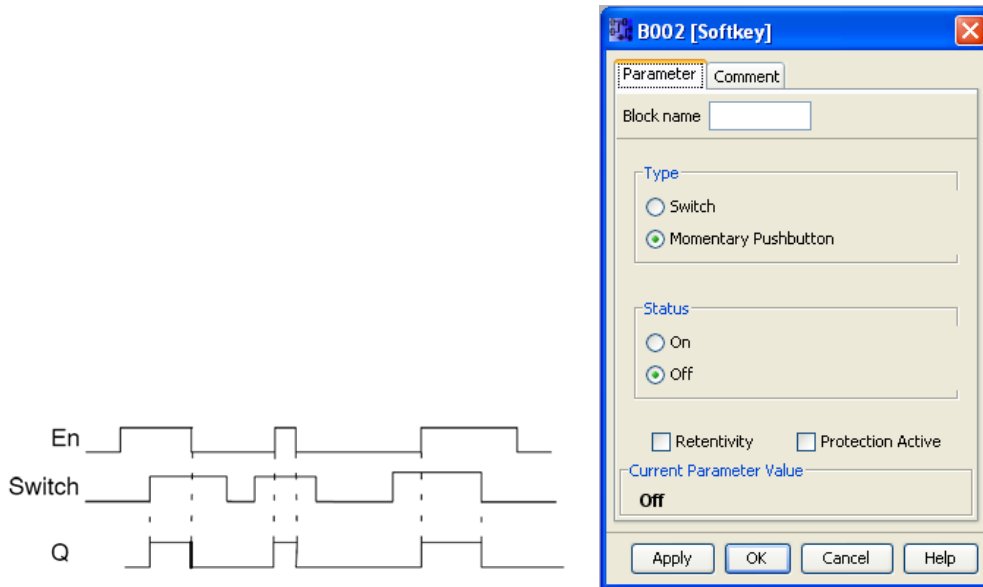 En
Switch
Q
B002 [Softkey]
Parameter Comment
Block name
Type
Switch
Momentary Pushbutton
Status
On
Off
Retentivity Protection Active
Current Parameter Value
Off
Apply OK Cancel Help